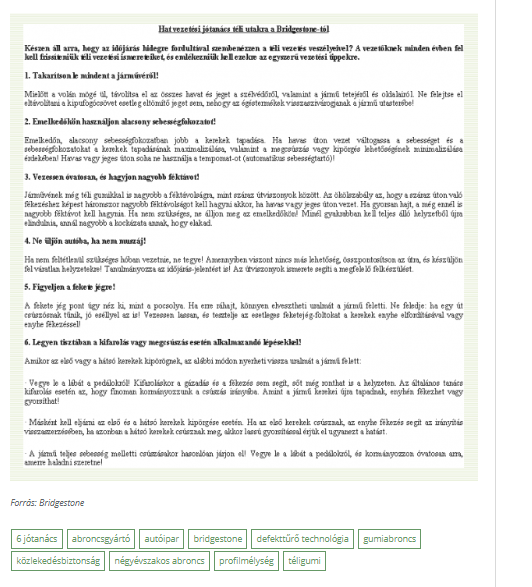 Hat vezetési jótanács téli utakra a Bridgestone-tól
Készen áll arra, hogy az időjárás hidegre fordultával szembenézzen a téli vezetés veszélyeivel? A vezetőknek minden évben fel
kell frissíteniük téli vezetési ismereteiket, és emlékezniük kell ezekre az egyszerű vezetési tippekre.
1. Takarítson le mindent a járművéről!
Mielőtt a volán mögé ül, távolítsa el az összes havat és jeget a szélvédőről, valamint a jármű tetejéről és oldalairól. Ne felejtse el
eltávolítani a kipufogócsövet esetleg eltömítő jeget sem, nehogy az égéstermékek visszaszivárogjanak a jármű utasterébe!
2. Emelkedőkön használjon alacsony sebességfokozatot!
Emelkedőn, alacsony sebességfokozatban jobb a kerekek tapadása. Ha havas úton vezet váltogassa a sebességet és a
sebességfokozatokat a kerekek tapadásának maximalizálása, valamint a megcsúszás vagy kipörgés lehetőségének minimalizálása
érdekében! Havas vagy jeges úton soha ne használja a tempomat-ot (automatikus sebességtartó)!
3. Vezessen óvatosan, és hagyjon nagyobb féktávot!
Járművének még téli gumikkal is nagyobb a féktávolsága, mint száraz útviszonyok között. Az ökölszabály az, hogy a száraz úton való
fékezéshez képest háromszor nagyobb féktávolságot kell hagyni akkor, ha havas vagy jeges úton vezet. Ha gyorsan hajt, a még ennél is
nagyobb féktávot kell hagynia. Ha nem szükséges, ne álljon meg az emelkedőkön! Minél gyakrabban kell teljes álló helyzetből újra
elindulnia, annál nagyobb a kockázata annak, hogy elakad.
4. Ne üljön autóba, ha nem muszáj!
Ha nem feltétlenül szükséges hóban vezetnie, ne tegye! Amennyiben viszont nincs más lehetőség, összpontosítson az útra, és készüljön
fel váratlan helyzetekre! Tanulmányozza az időjárás-jelentést is! Az útviszonyok ismerete segíti a megfelelő felkészülést.
5. Figyeljen a fekete jégre!
A fekete jég pont úgy néz ki, mint a pocsolya. Ha erre ráhajt, könnyen elvesztheti uralmát a jármű felett. Ne feledje: ha egy út
csúszósnak tűnik, jó eséllyel az is! Vezessen lassan, és tesztelje az esetleges feketejég-foltokat a kerekek enyhe elfordításával vagy
enyhe fékezéssel!
6. Legyen tisztában a kifarolás vagy megcsúszás esetén alkalmazandó lépésekkel!
Amikor az első vagy a hátsó kerekek kipörögnek, az alábbi módon nyerheti vissza uralmát a jármű felett:
· Vegye le a lábát a pedálokról! Kifaroláskor a gázadás és a fékezés sem segít, sőt még ronthat is a helyzeten. Az általános tanács
kifarolás esetén az, hogy finoman kormányozzunk a csúszás irányába. Amint a jármű kerekei újra tapadnak, enyhén fékezhet vagy
gyorsíthat!
· Másként kell eljárni az első és a hátsó kerekek kipörgése esetén. Ha az első kerekek csúsznak, az enyhe fékezés segít az irányítás
visszaszerzésében, ha azonban a hátsó kerekek csúsznak meg, akkor lassú gyorsítással érjük el ugyanezt a hatást.
· A jármű teljes sebesség melletti csúszásakor hasonlóan járjon el! Vegye le a lábát a pedálokról, és kormányozzon óvatosan arra,
amerre haladni szeretne!
Forrás: Bridgestone
6 jótanács abroncsgyártó autóipar bridgestone defekttűrő technológia gumiabroncs
közlekedésbiztonság négyévszakos abroncs profilmélység téligumi